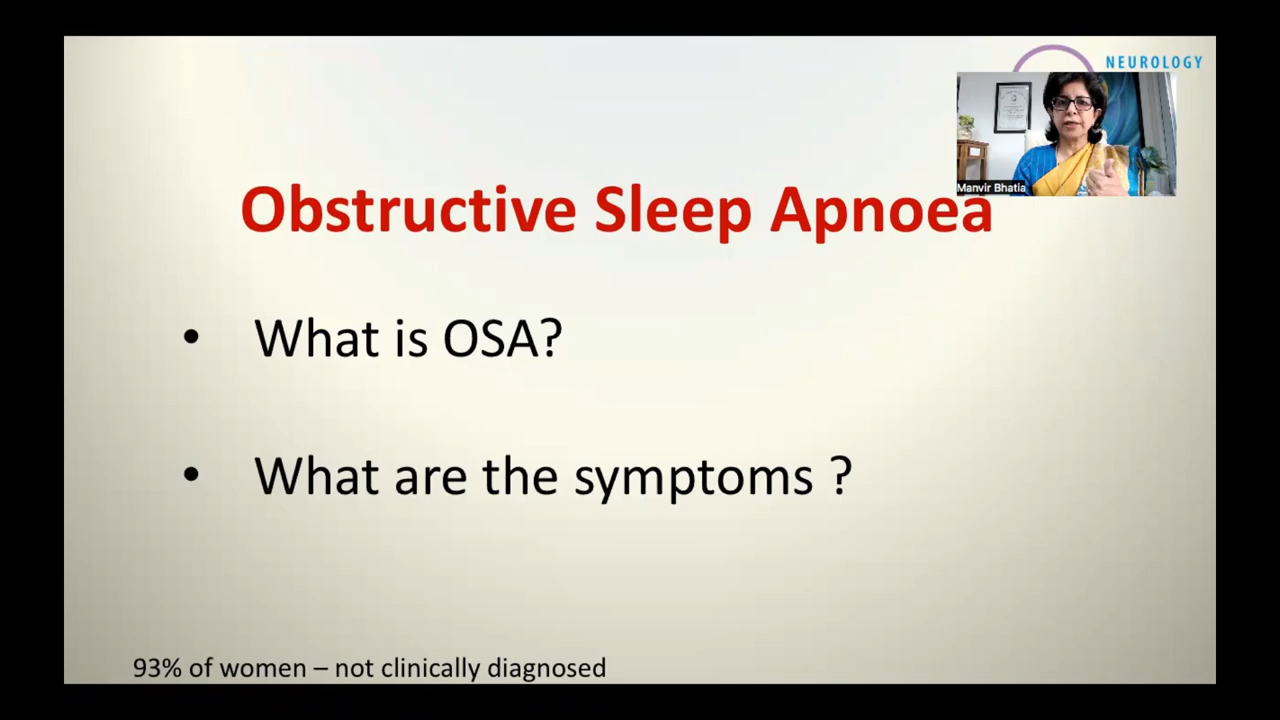 NEUROLOGY
Manvir Bhatia
Obstructive Sleep Apnoea
• What is OSA?
• What are the symptoms ?
93% of women – not clinically diagnosed